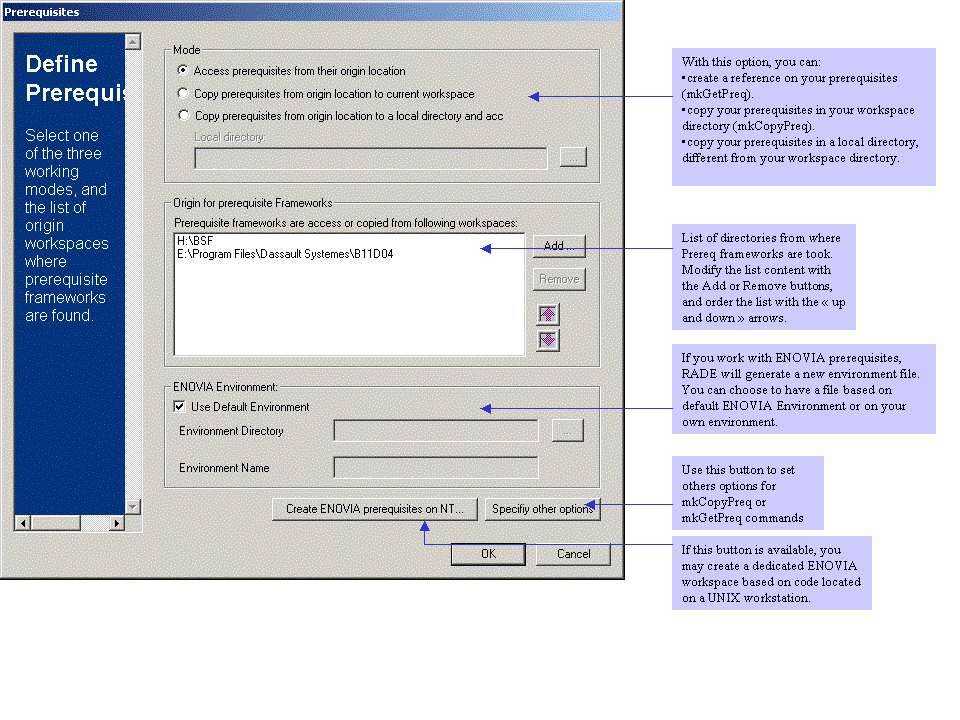 Prerequisites
Define
Prerequis
Select one
of the three
working
modes, and
the list of
origin
workspaces
where
prerequisite
frameworks
are found.
Mode
Access prerequisites from their origin location
Copy prerequisites from origin location to current workspace
Copy prerequisites from origin location to a local directory and acc
Local directory:
...
Origin for prerequisite Frameworks
Prerequisite frameworks are access or copied from following workspaces:
H:\BSF
E:\Program Files\Dassault Systemes\B11D04
Add ...
Remove
ENOVIA Environment:
Use Default Environment
Environment Directory
...
Environment Name
Create ENOVIA prerequisites on NT...
Specifiy other options
OK
Cancel
With this option, you can:
•create a reference on your prerequisites
(mkGetPreq).
•copy your prerequisites in your workspace
directory (mkCopyPreq).
•copy your prerequisites in a local directory,
different from your workspace directory.
List of directories from where
Prereq frameworks are took.
Modify the list content with
the Add or Remove buttons,
and order the list with the « up
and down » arrows.
If you work with ENOVIA prerequisites,
RADE will generate a new environment file.
You can choose to have a file based on
default ENOVIA Environment or on your
own environment.
Use this button to set
others options for
mkCopyPreq or
mkGetPreq commands
If this button is available, you
may create a dedicated ENOVIA
workspace based on code located
on a UNIX workstation.